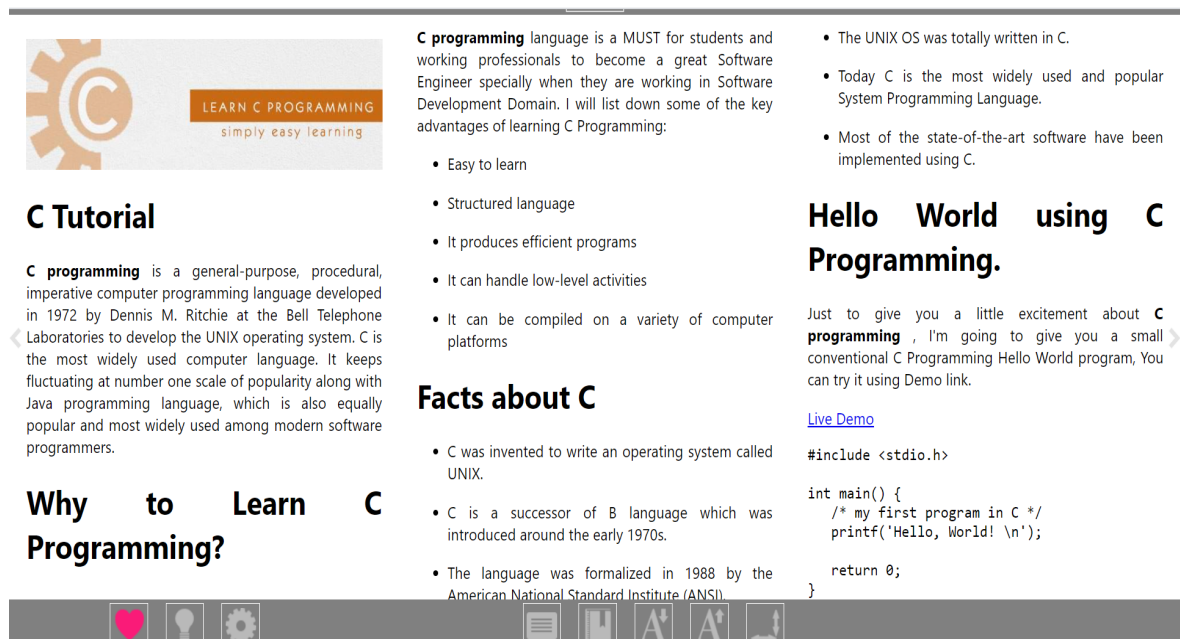 C
LEARN C PROGRAMMING
simply easy learning
C Tutorial
C programming is a general-purpose, procedural,
imperative computer programming language developed
in 1972 by Dennis M. Ritchie at the Bell Telephone
Laboratories to develop the UNIX operating system. C is
the most widely used computer language. It keeps
fluctuating at number one scale of popularity along with
Java programming language, which is also equally
popular and most widely used among modern software
programmers.
Why to Learn C
Programming?
C programming language is a MUST for students and
working professionals to become a great Software
Engineer specially when they are working in Software
Development Domain. I will list down some of the key
advantages of learning C Programming:
• Easy to learn
• Structured language
• It produces efficient programs
• It can handle low-level activities
• It can be compiled on a variety of computer
platforms
Facts about C
• C was invented to write an operating system called
UNIX.
• C is a successor of B language which was
introduced around the early 1970s.
• The language was formalized in 1988 by the
American National Standard Institute (ANSI).
• The UNIX OS was totally written in C.
• Today C is the most widely used and popular
System Programming Language.
• Most of the state-of-the-art software have been
implemented using C.
Hello World using C
Programming.
Just to give you a little excitement about C
programming , I'm going to give you a small
conventional C Programming Hello World program, You
can try it using Demo link.
Live Demo
#include <stdio.h>
int main() {
/* my first program in C */
printf('Hello, World! \n');
return 0;
}
A A